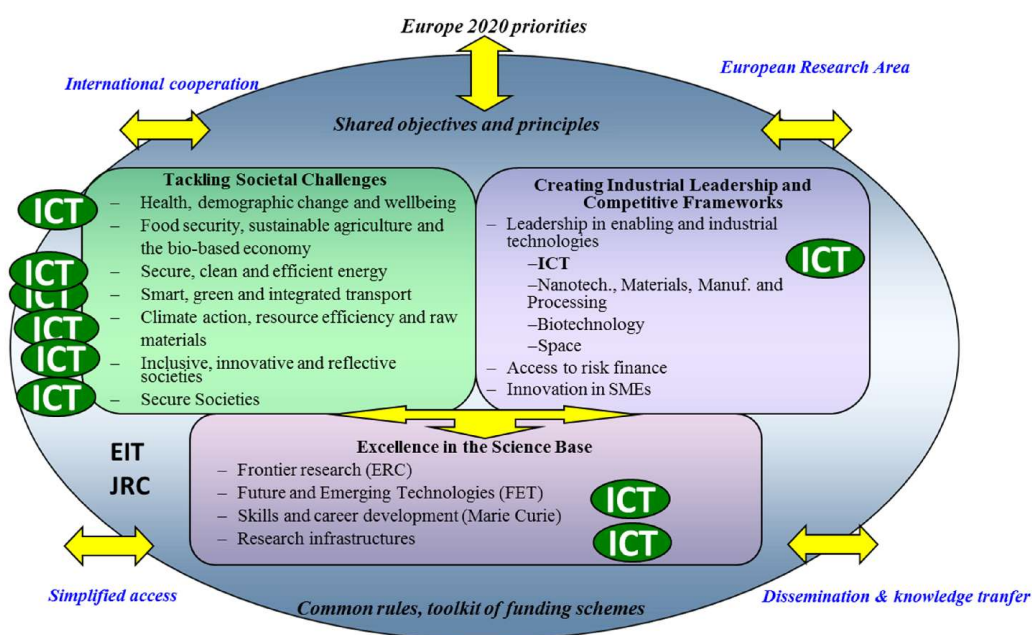 Europe 2020 priorities
International cooperation
European Research Area
Shared objectives and principles
Tackling Societal Challenges
ICT
– Health, demographic change and wellbeing
– Food security, sustainable agriculture and
the bio-based economy
ICT
– Secure, clean and efficient energy
ICT
– Smart, green and integrated transport
ICT
– Climate action, resource efficiency and raw
materials
ICT
– Inclusive, innovative and reflective
societies
ICT
– Secure Societies
Creating Industrial Leadership and
Competitive Frameworks
– Leadership in enabling and industrial
technologies
–ICT
ICT
–Nanotech., Materials, Manuf. and
Processing
–Biotechnology
–Space
– Access to risk finance
– Innovation in SMEs
Excellence in the Science Base
– Frontier research (ERC)
– Future and Emerging Technologies (FET)
ICT
– Skills and career development (Marie Curie)
– Research infrastructures
ICT
EIT
JRC
Simplified access
Common rules, toolkit of funding schemes
Dissemination & knowledge tranfer